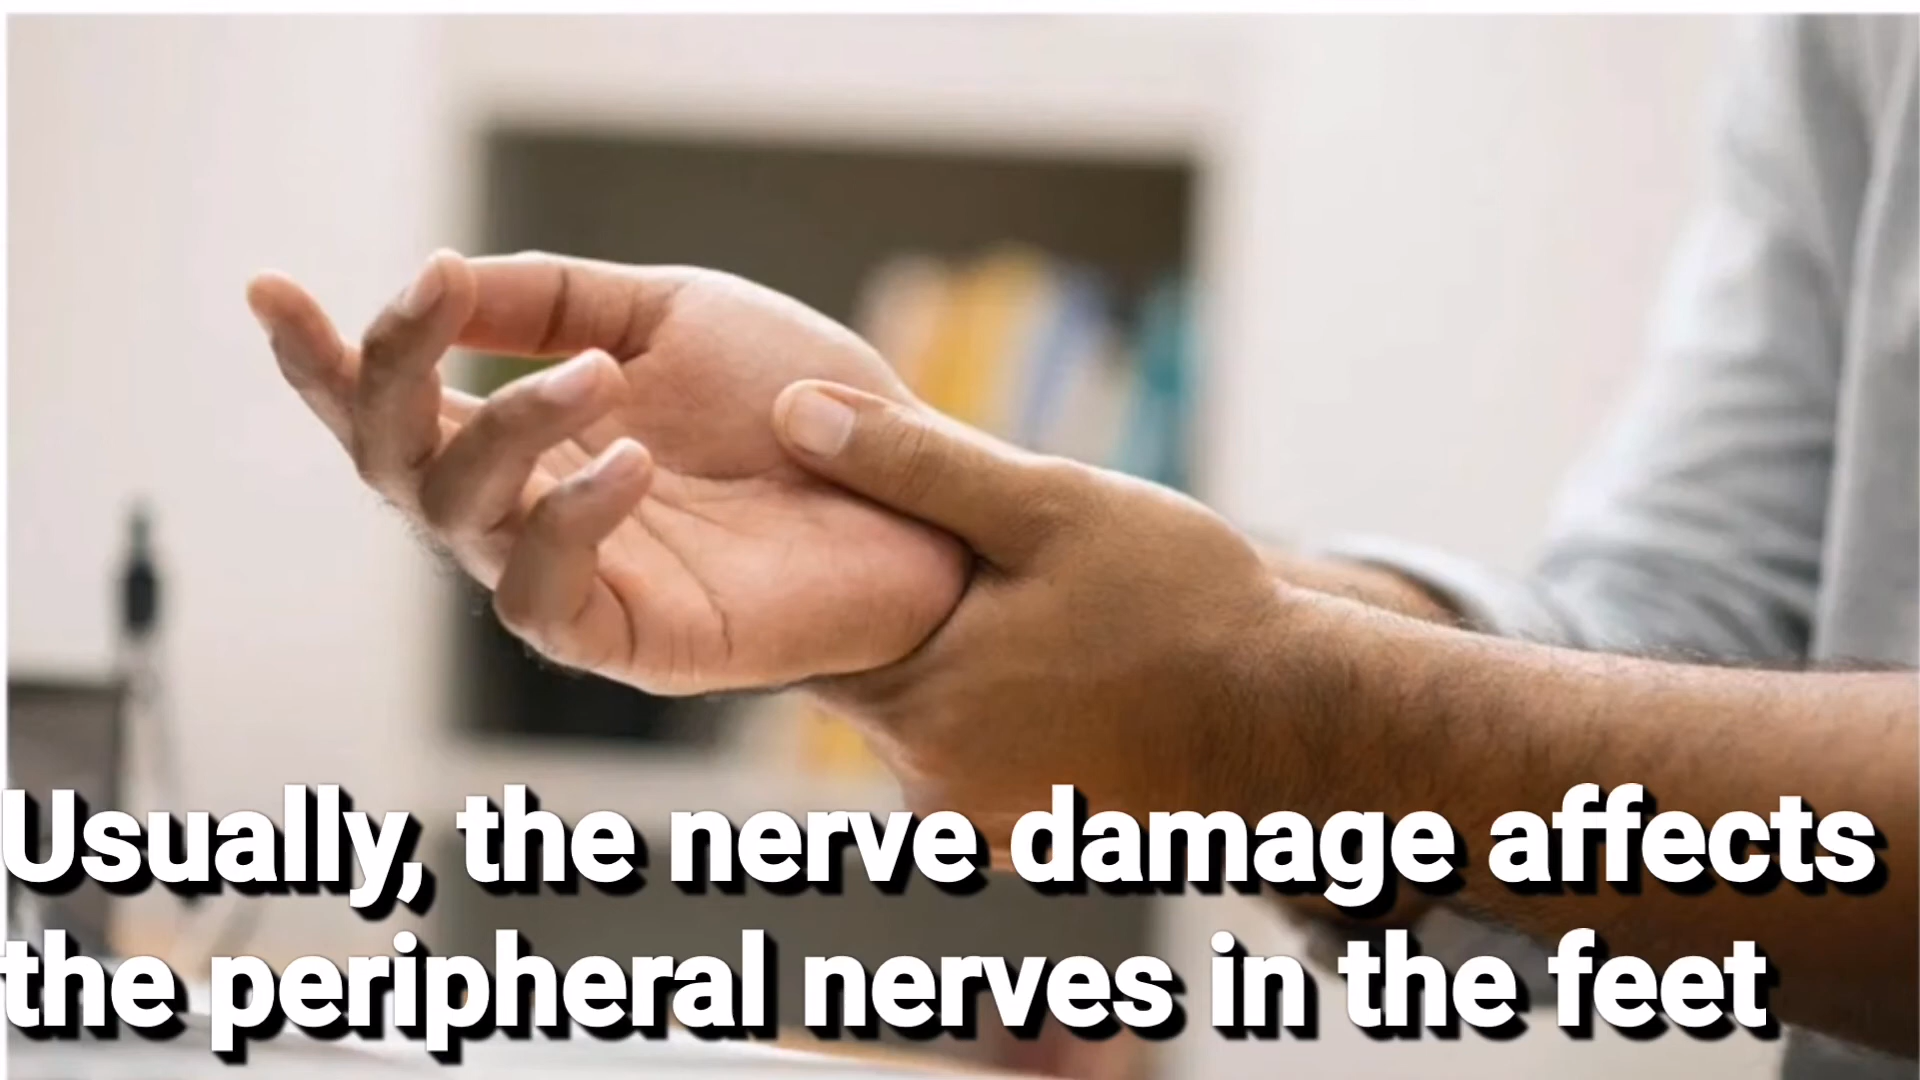 Usually, the nerve damage affects
the peripheral nerves in the feet